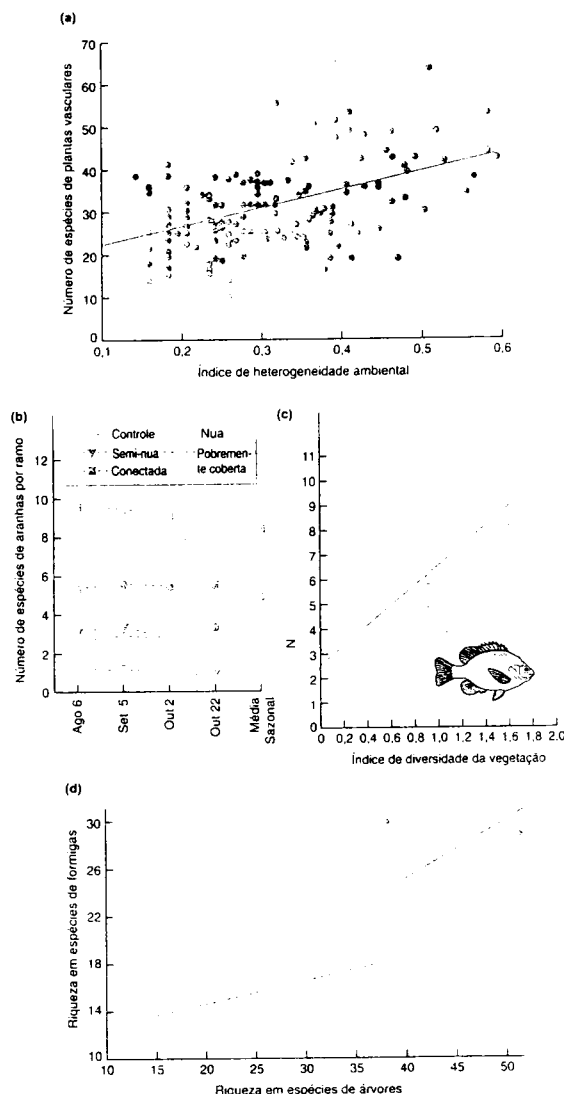 (a)
Número de espécies de plantas vasculares
70
60
50
40
30
20
10
0
0,1
0,2
0,3
0,4
0,5
0,6
Índice de heterogeneidade ambiental
(b)
Número de espécies de aranhas por ramo
Controle
Nua
Semi-nua
Pobremen-
Conectada
te coberta
12
10
8
6
4
2
0
Ago 6
Set 5
Out 2
Out 22
Média
Sazonal
(c)
N
11
10
9
8
7
6
5
4
3
2
1
0
0,2
0,4
0,6
0,8
1,0
1,2
1,4
1,6
1,8
2,0
Índice de diversidade da vegetação
(d)
Riqueza em espécies de formigas
30
26
22
18
14
10
10
15
20
25
30
35
40
45
50
Riqueza em espécies de árvores